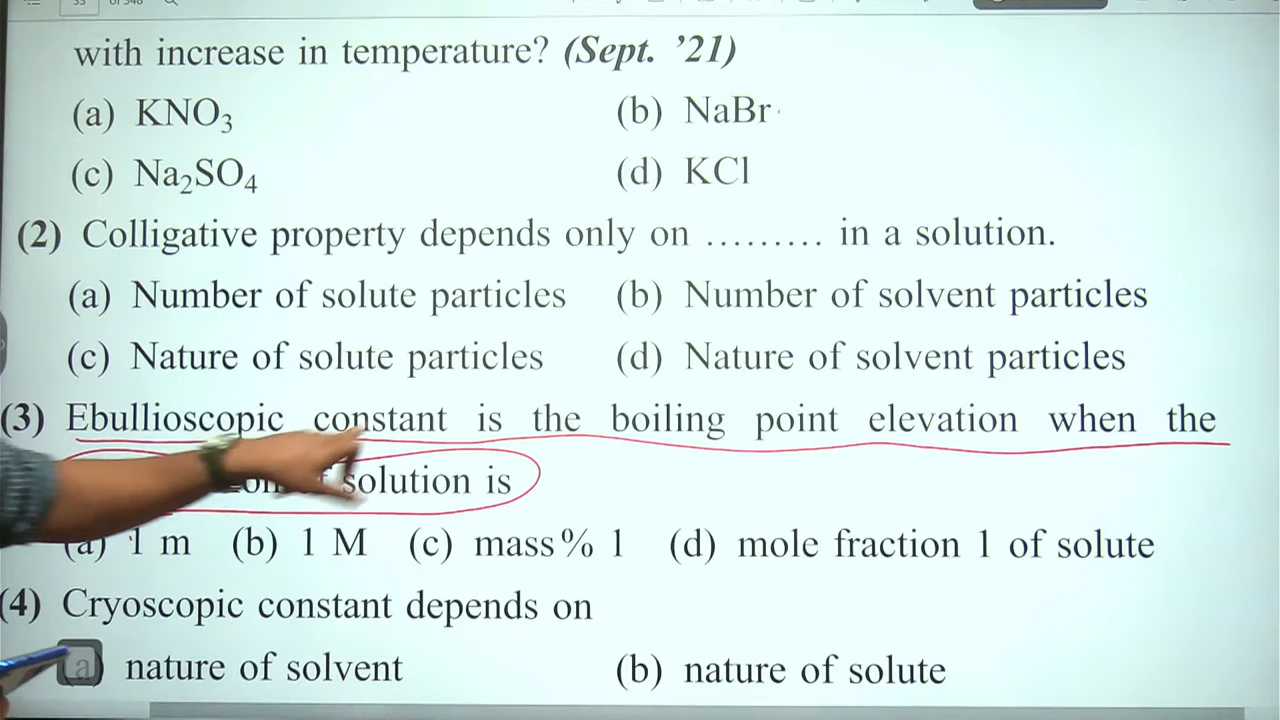 with increase in temperature? (Sept. ’21)
(a) KNO₃ (b) NaBr
(c) Na₂SO₄ (d) KCl
(2) Colligative property depends only on ......... in a solution.
(a) Number of solute particles (b) Number of solvent particles
(c) Nature of solute particles (d) Nature of solvent particles
(3) Ebullioscopic constant is the boiling point elevation when the
solution is
(a) 1 m (b) 1 M (c) mass% 1 (d) mole fraction 1 of solute
(4) Cryoscopic constant depends on
(a) nature of solvent (b) nature of solute